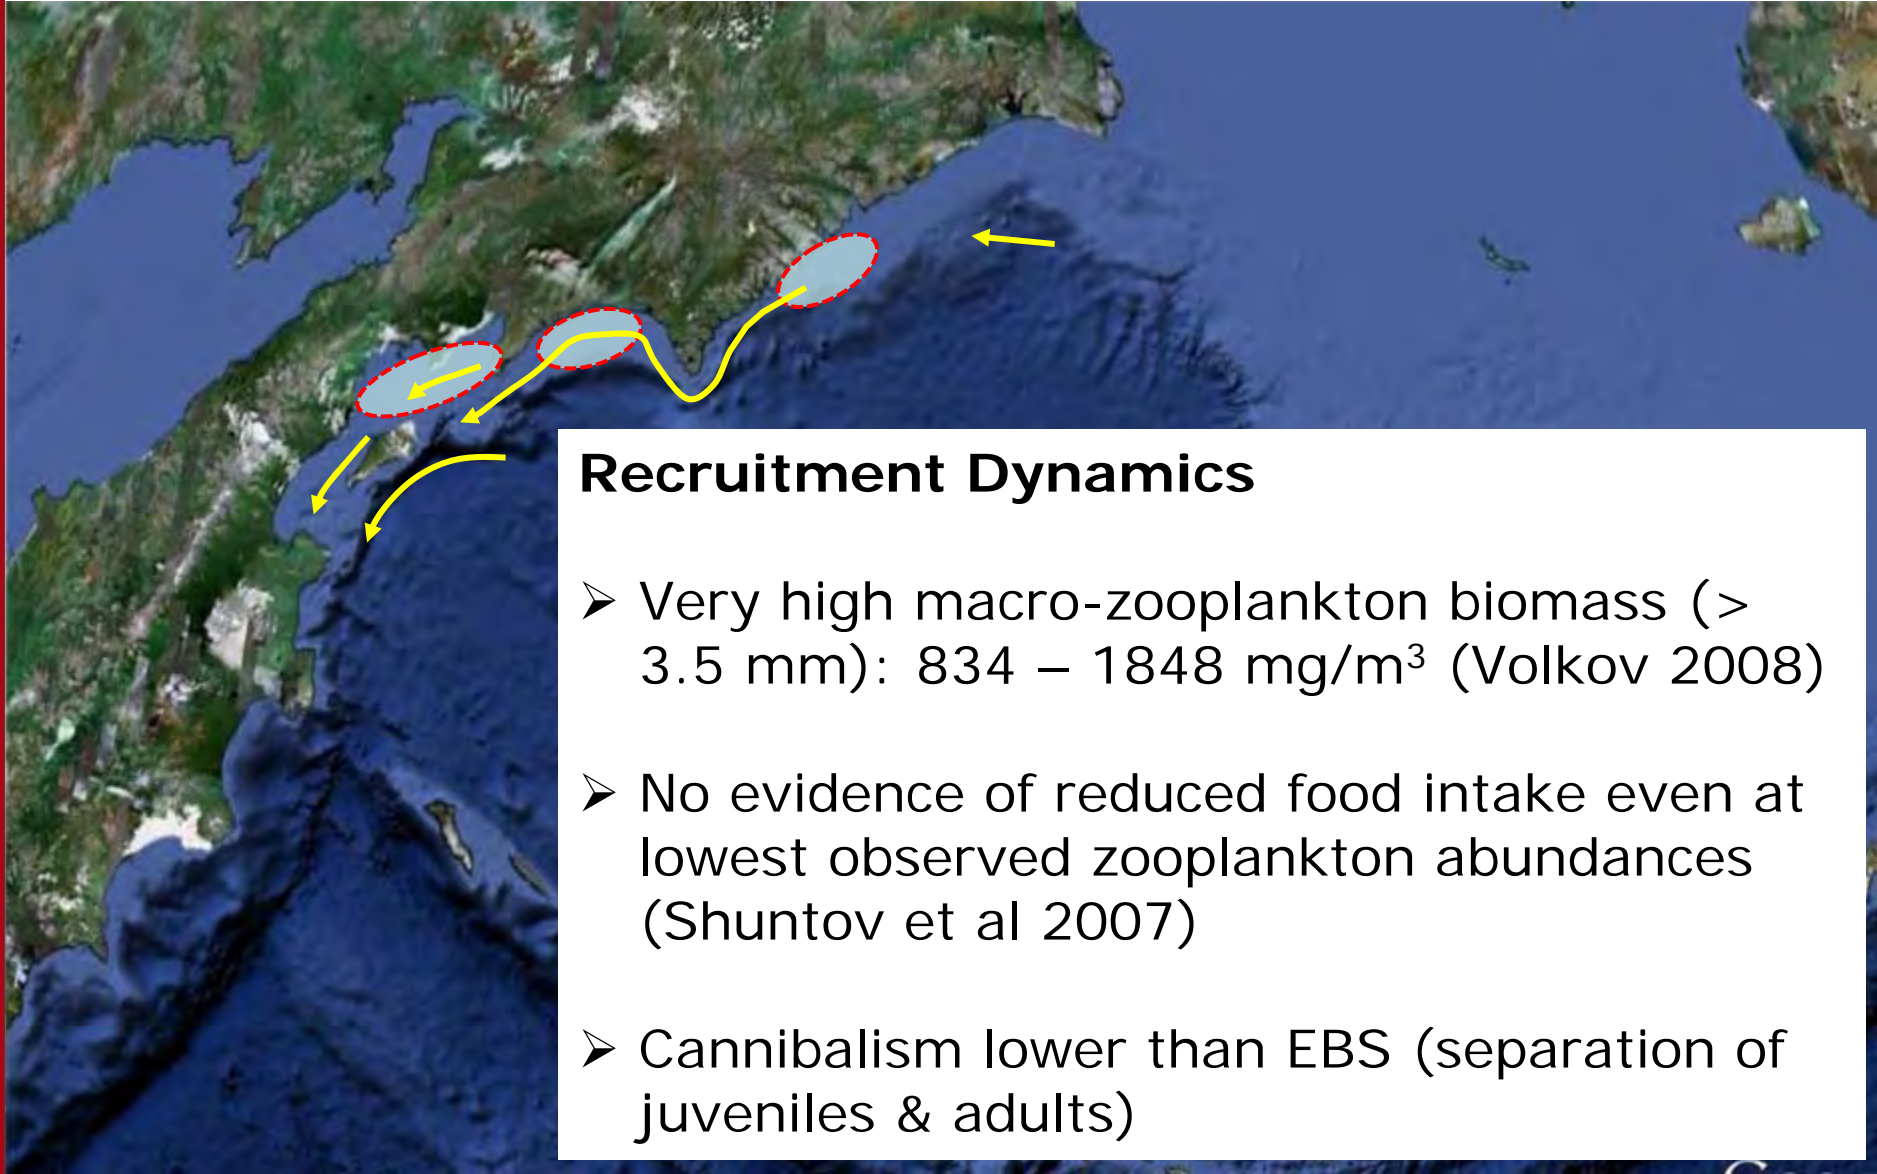 Recruitment Dynamics
➢ Very high macro-zooplankton biomass (>
3.5 mm): 834 – 1848 mg/m³ (Volkov 2008)
➢ No evidence of reduced food intake even at
lowest observed zooplankton abundances
(Shuntov et al 2007)
➢ Cannibalism lower than EBS (separation of
juveniles & adults)